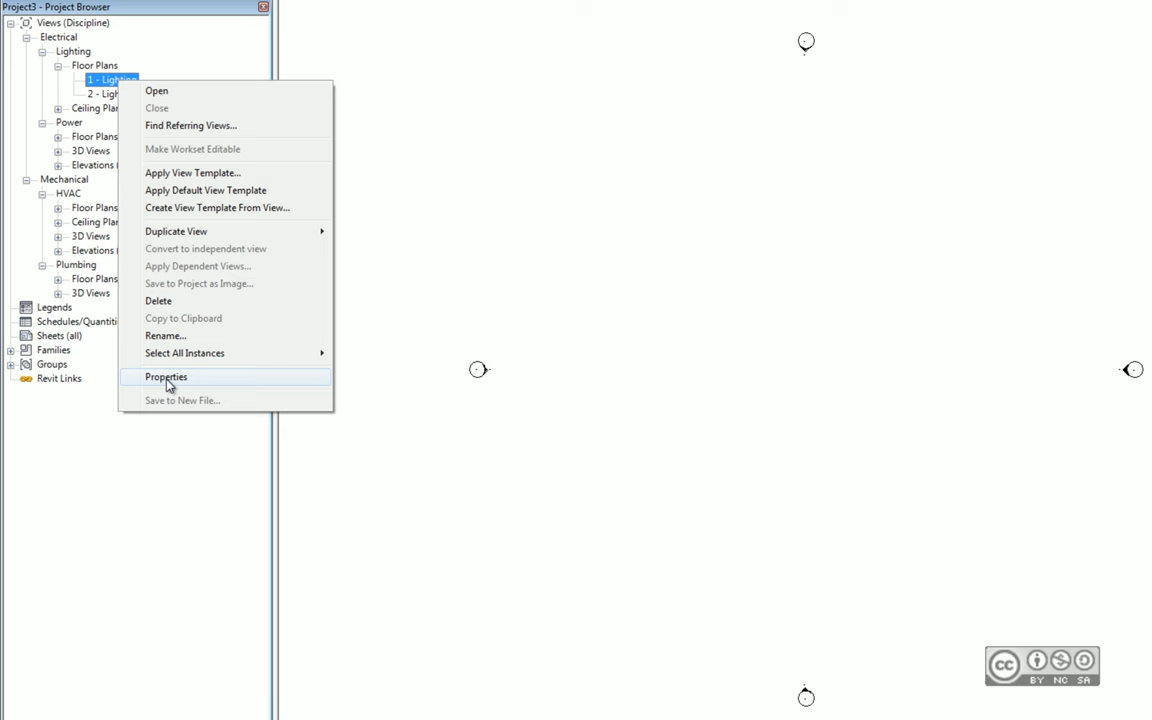 Project3 - Project Browser
Views (Discipline)
Electrical
Lighting
Floor Plans
1 - Lighting
2 - Ligh
Ceiling Plan
Power
Floor Plans
3D Views
Elevations (
Mechanical
HVAC
Floor Plans
Ceiling Plan
3D Views
Elevations (
Plumbing
Floor Plans
3D Views
Legends
Schedules/Quantiti
Sheets (all)
Families
Groups
Revit Links
Open
Close
Find Referring Views...
Make Workset Editable
Apply View Template...
Apply Default View Template
Create View Template From View...
Duplicate View
Convert to independent view
Apply Dependent Views...
Save to Project as Image...
Delete
Copy to Clipboard
Rename...
Select All Instances
Properties
Save to New File...
cc
BY NC SA